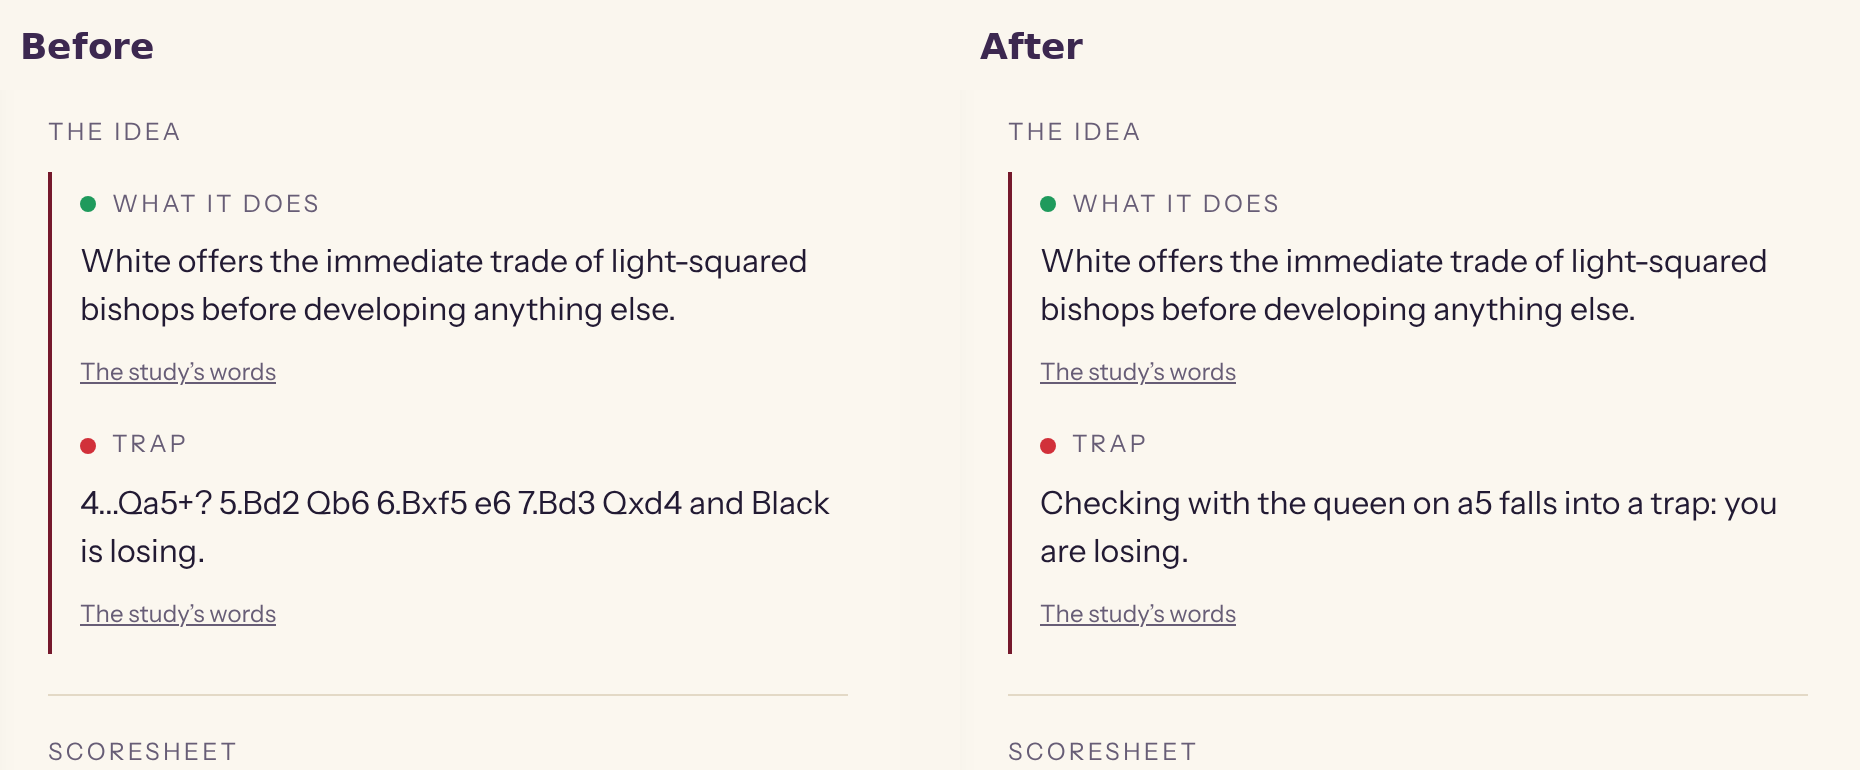 Before
THE IDEA
WHAT IT DOES
White offers the immediate trade of light-squared
bishops before developing anything else.
The study’s words
TRAP
4...Qa5+? 5.Bd2 Qb6 6.Bxf5 e6 7.Bd3 Qxd4 and Black
is losing.
The study’s words
SCORESHEET
After
THE IDEA
WHAT IT DOES
White offers the immediate trade of light-squared
bishops before developing anything else.
The study’s words
TRAP
Checking with the queen on a5 falls into a trap: you
are losing.
The study’s words
SCORESHEET